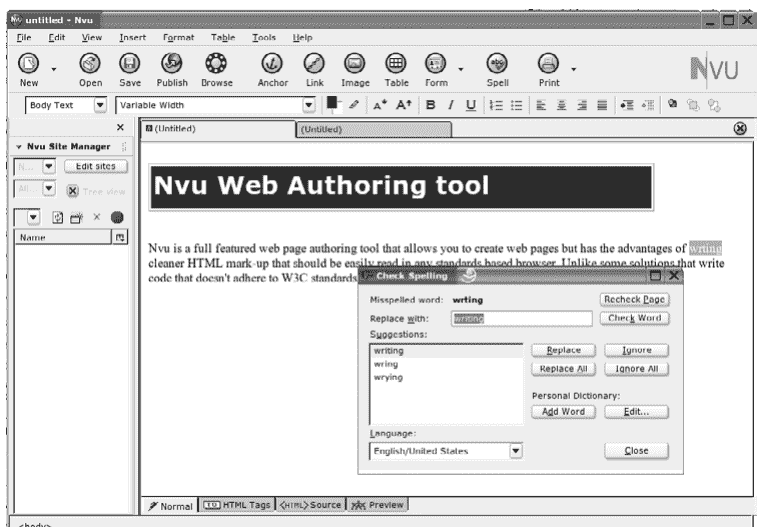 untitled - Nvu
File Edit View Insert Format Table Tools Help
New Open Save Publish Browse Anchor Link Image Table Form Spell Print
NVU
Body Text Variable Width B I U
(Untitled) (Untitled)
Nvu Site Manager
N... Edit sites
All... Tree view
Name
Nvu Web Authoring tool
Nvu is a full featured web page authoring tool that allows you to create web pages but has the advantages of wrting
cleaner HTML mark-up that should be easily read in any standards based browser. Unlike some solutions that write
code that doesn't adhere to W3C standards
Check Spelling
Misspelled word: wrting Recheck Page
Replace with: writing Check Word
Suggestions:
writing Replace Ignore
wring Replace All Ignore All
wrying
Personal Dictionary:
Add Word Edit...
Language:
English/United States Close
Normal HTML Tags <HTML> Source Preview
<body>